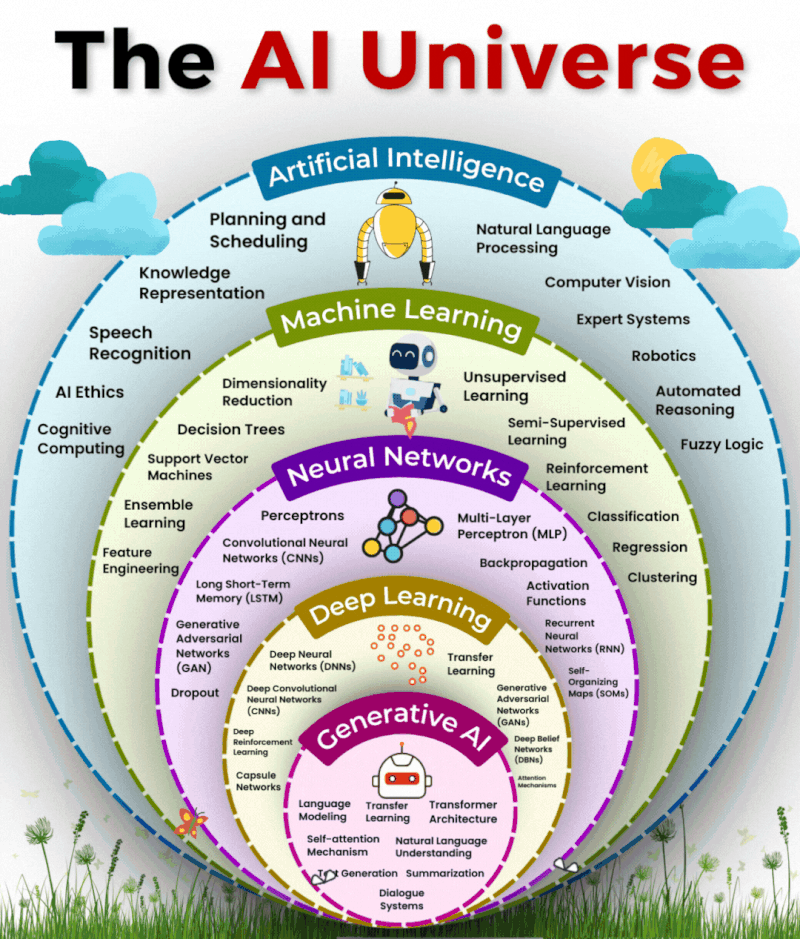 The AI Universe
Artificial Intelligence
Planning and
Scheduling
Natural Language
Processing
Knowledge
Representation
Computer Vision
Speech
Recognition
Expert Systems
Robotics
AI Ethics
Automated
Reasoning
Cognitive
Computing
Fuzzy Logic
Machine Learning
Dimensionality
Reduction
Unsupervised
Learning
Decision Trees
Semi-Supervised
Learning
Support Vector
Machines
Reinforcement
Learning
Ensemble
Learning
Classification
Feature
Engineering
Regression
Clustering
Neural Networks
Perceptrons
Multi-Layer
Perceptron (MLP)
Convolutional Neural
Networks (CNNs)
Backpropagation
Long Short-Term
Memory (LSTM)
Activation
Functions
Generative
Adversarial
Networks
(GAN)
Recurrent
Neural
Networks (RNN)
Dropout
Self-
Organizing
Maps (SOMs)
Deep Learning
Deep Neural
Networks (DNNs)
Transfer
Learning
Deep Convolutional
Neural Networks
(CNNs)
Generative
Adversarial
Networks
(GANs)
Deep
Reinforcement
Learning
Deep Belief
Networks
(DBNs)
Capsule
Networks
Attention
Mechanisms
Generative AI
Language
Modeling
Transfer
Learning
Transformer
Architecture
Self-attention
Mechanism
Natural Language
Understanding
Text Generation
Summarization
Dialogue
Systems